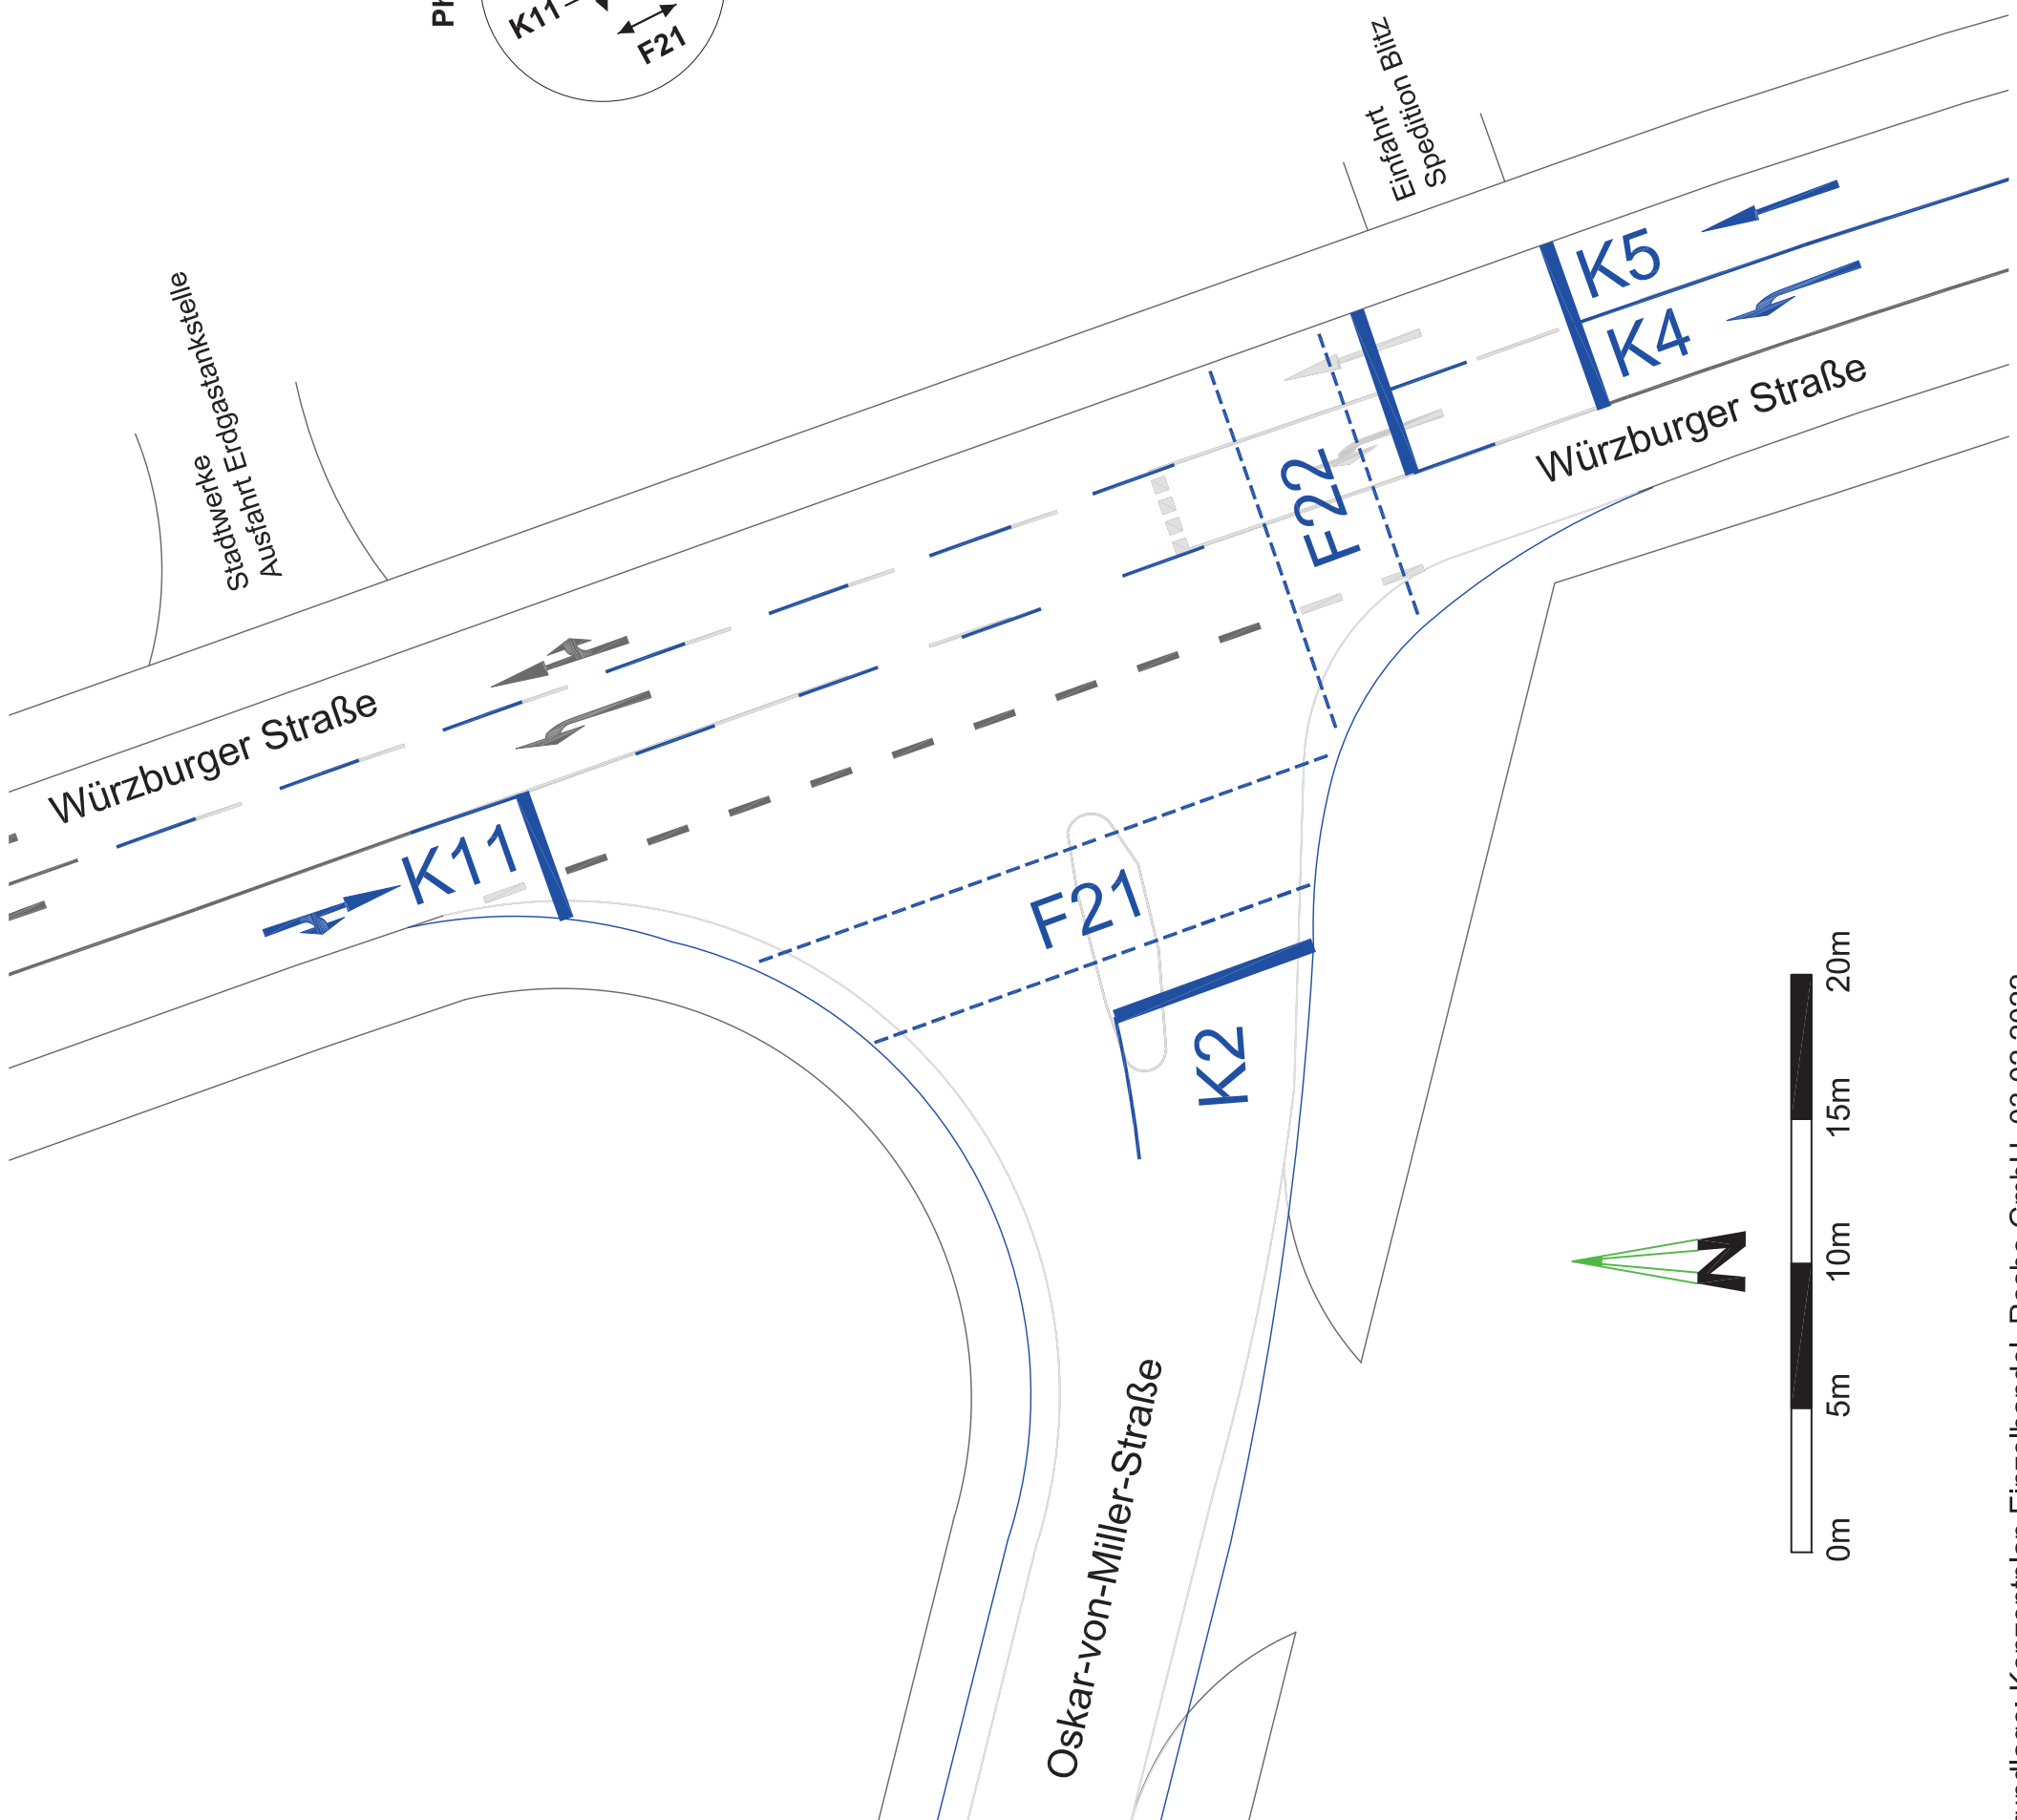 K11
F21
Einfahrt
Spedition Blitz
Stadtwerke
Ausfahrt Erdgastankstelle
K5
K4
Würzburger Straße
F22
Würzburger Straße
K11
F21
K2
Oskar-von-Miller-Straße
N
0m
5m
10m
15m
20m